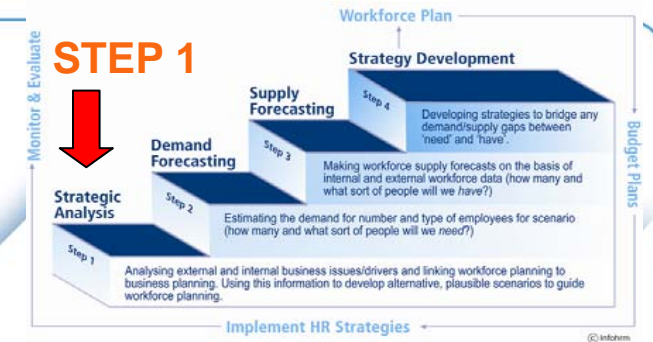 Workforce Plan
Monitor & Evaluate
STEP 1
Strategy Development
Step 4
Developing strategies to bridge any
demand/supply gaps between
'need' and 'have'.
Supply
Forecasting
Step 3
Making workforce supply forecasts on the basis of
internal and external workforce data (how many and
what sort of people will we have?)
Demand
Forecasting
Step 2
Estimating the demand for number and type of employees for scenario
(how many and what sort of people will we need?)
Strategic
Analysis
Step 1
Analysing external and internal business issues/drivers and linking workforce planning to
business planning. Using this information to develop alternative, plausible scenarios to guide
workforce planning.
Budget Plans
Implement HR Strategies
© Infohrm